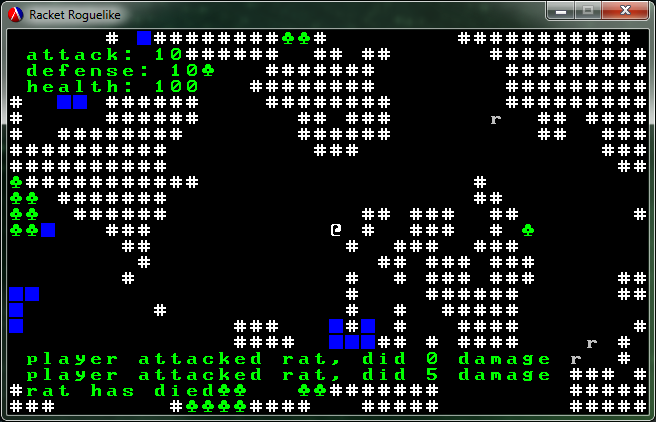 Racket Roguelike
attack: 10
defense: 10
health: 100
player attacked rat, did 0 damage
player attacked rat, did 5 damage
rat has died